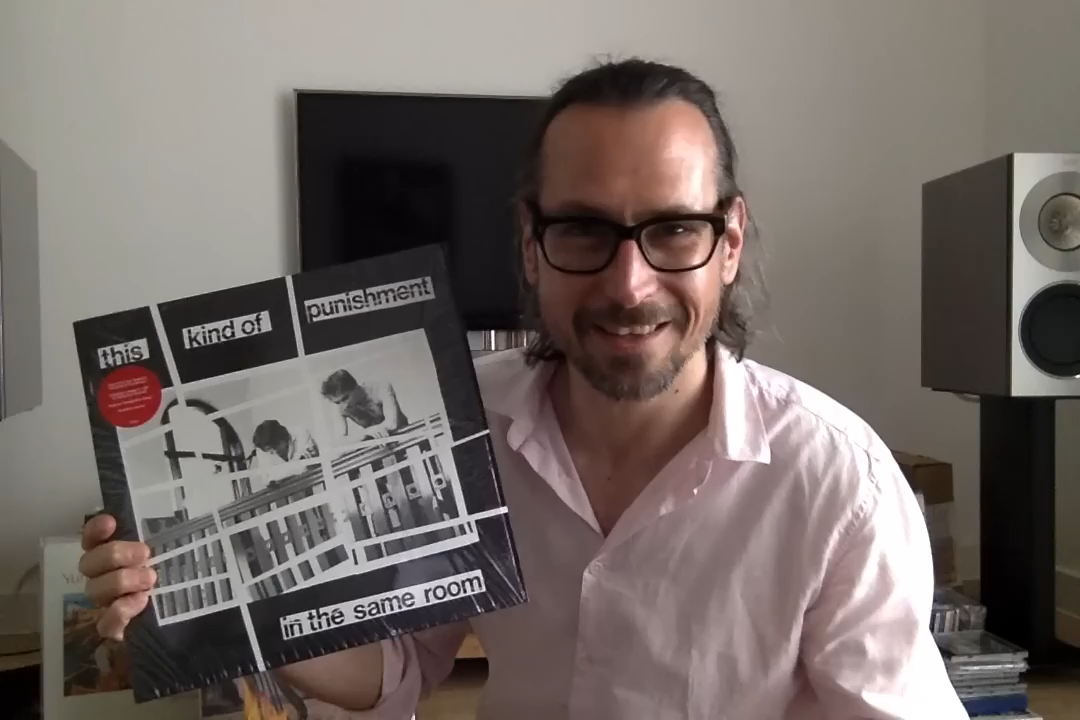 this
kind of
punishment
in the same room